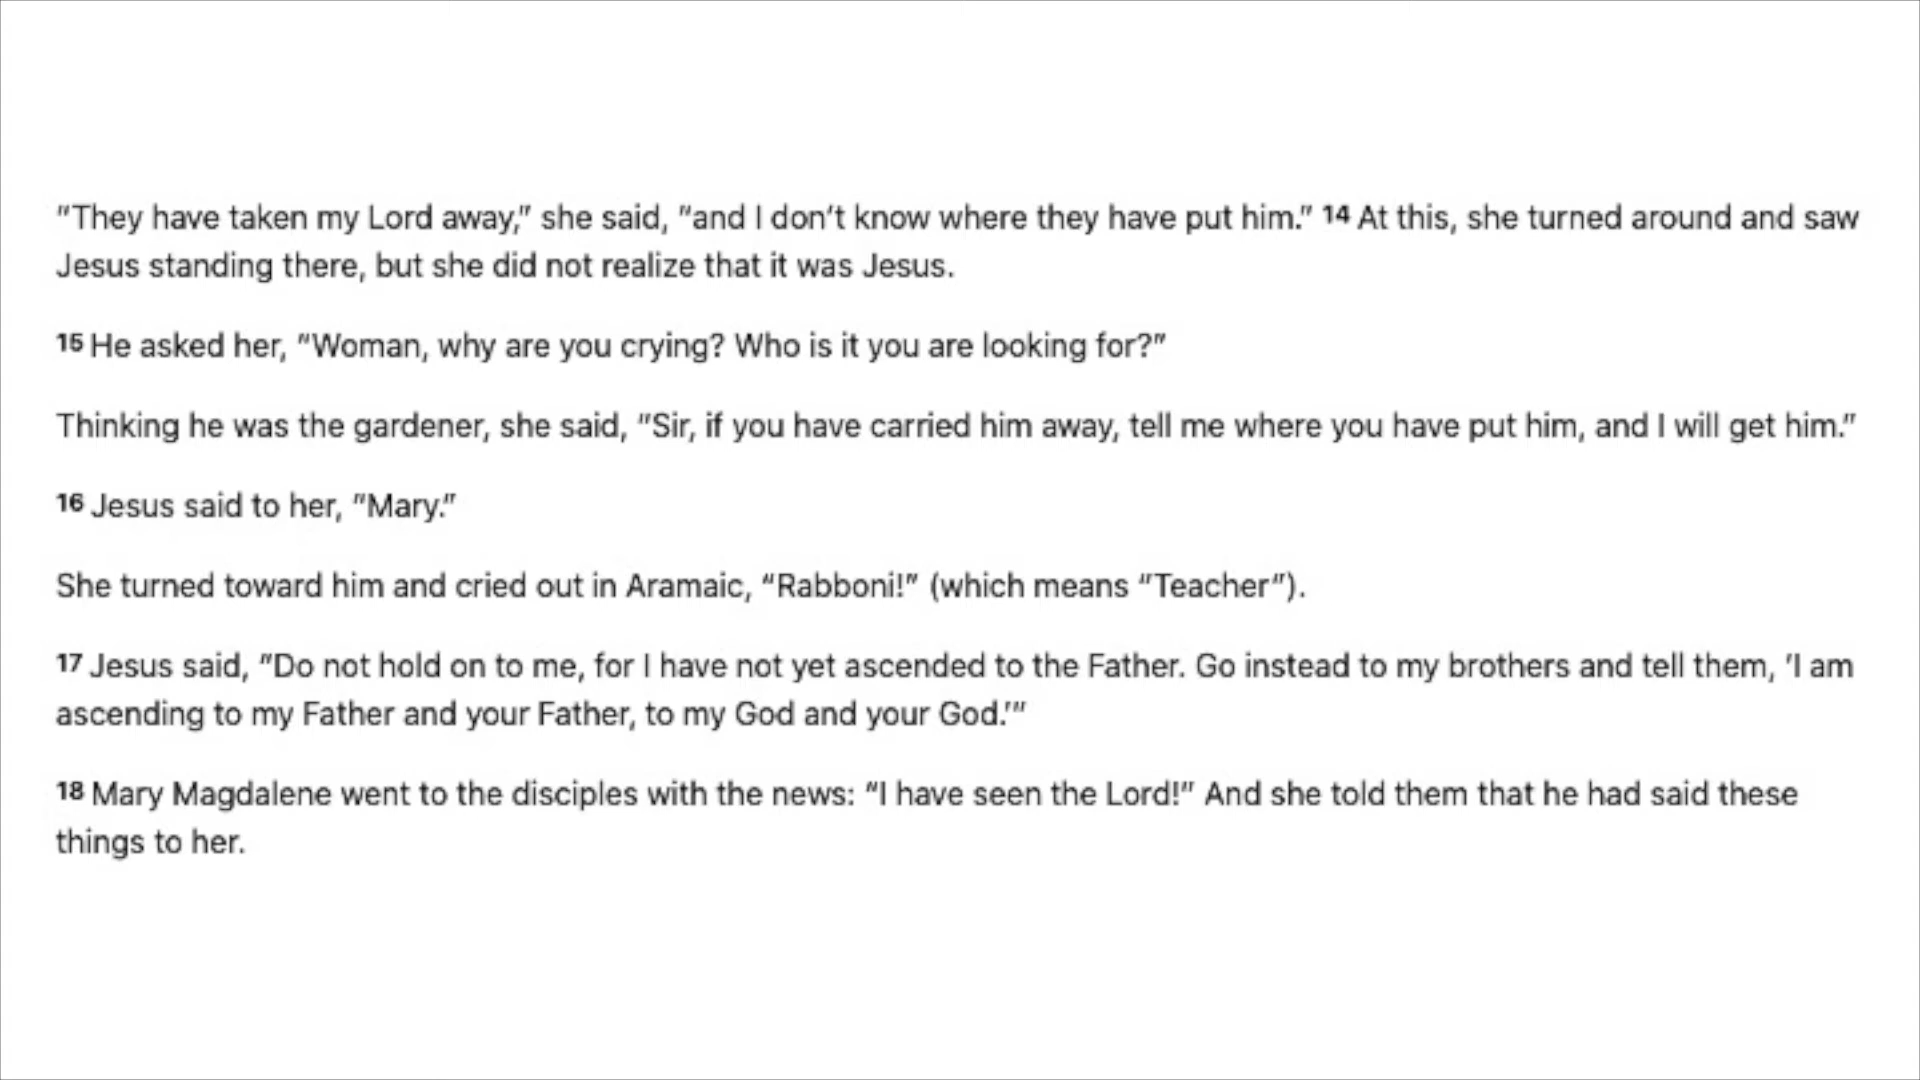 "They have taken my Lord away," she said, "and I don't know where they have put him." 14 At this, she turned around and saw
Jesus standing there, but she did not realize that it was Jesus.
15 He asked her, "Woman, why are you crying? Who is it you are looking for?"
Thinking he was the gardener, she said, "Sir, if you have carried him away, tell me where you have put him, and I will get him."
16 Jesus said to her, "Mary."
She turned toward him and cried out in Aramaic, "Rabboni!" (which means "Teacher").
17 Jesus said, "Do not hold on to me, for I have not yet ascended to the Father. Go instead to my brothers and tell them, 'I am
ascending to my Father and your Father, to my God and your God.'"
18 Mary Magdalene went to the disciples with the news: "I have seen the Lord!" And she told them that he had said these
things to her.